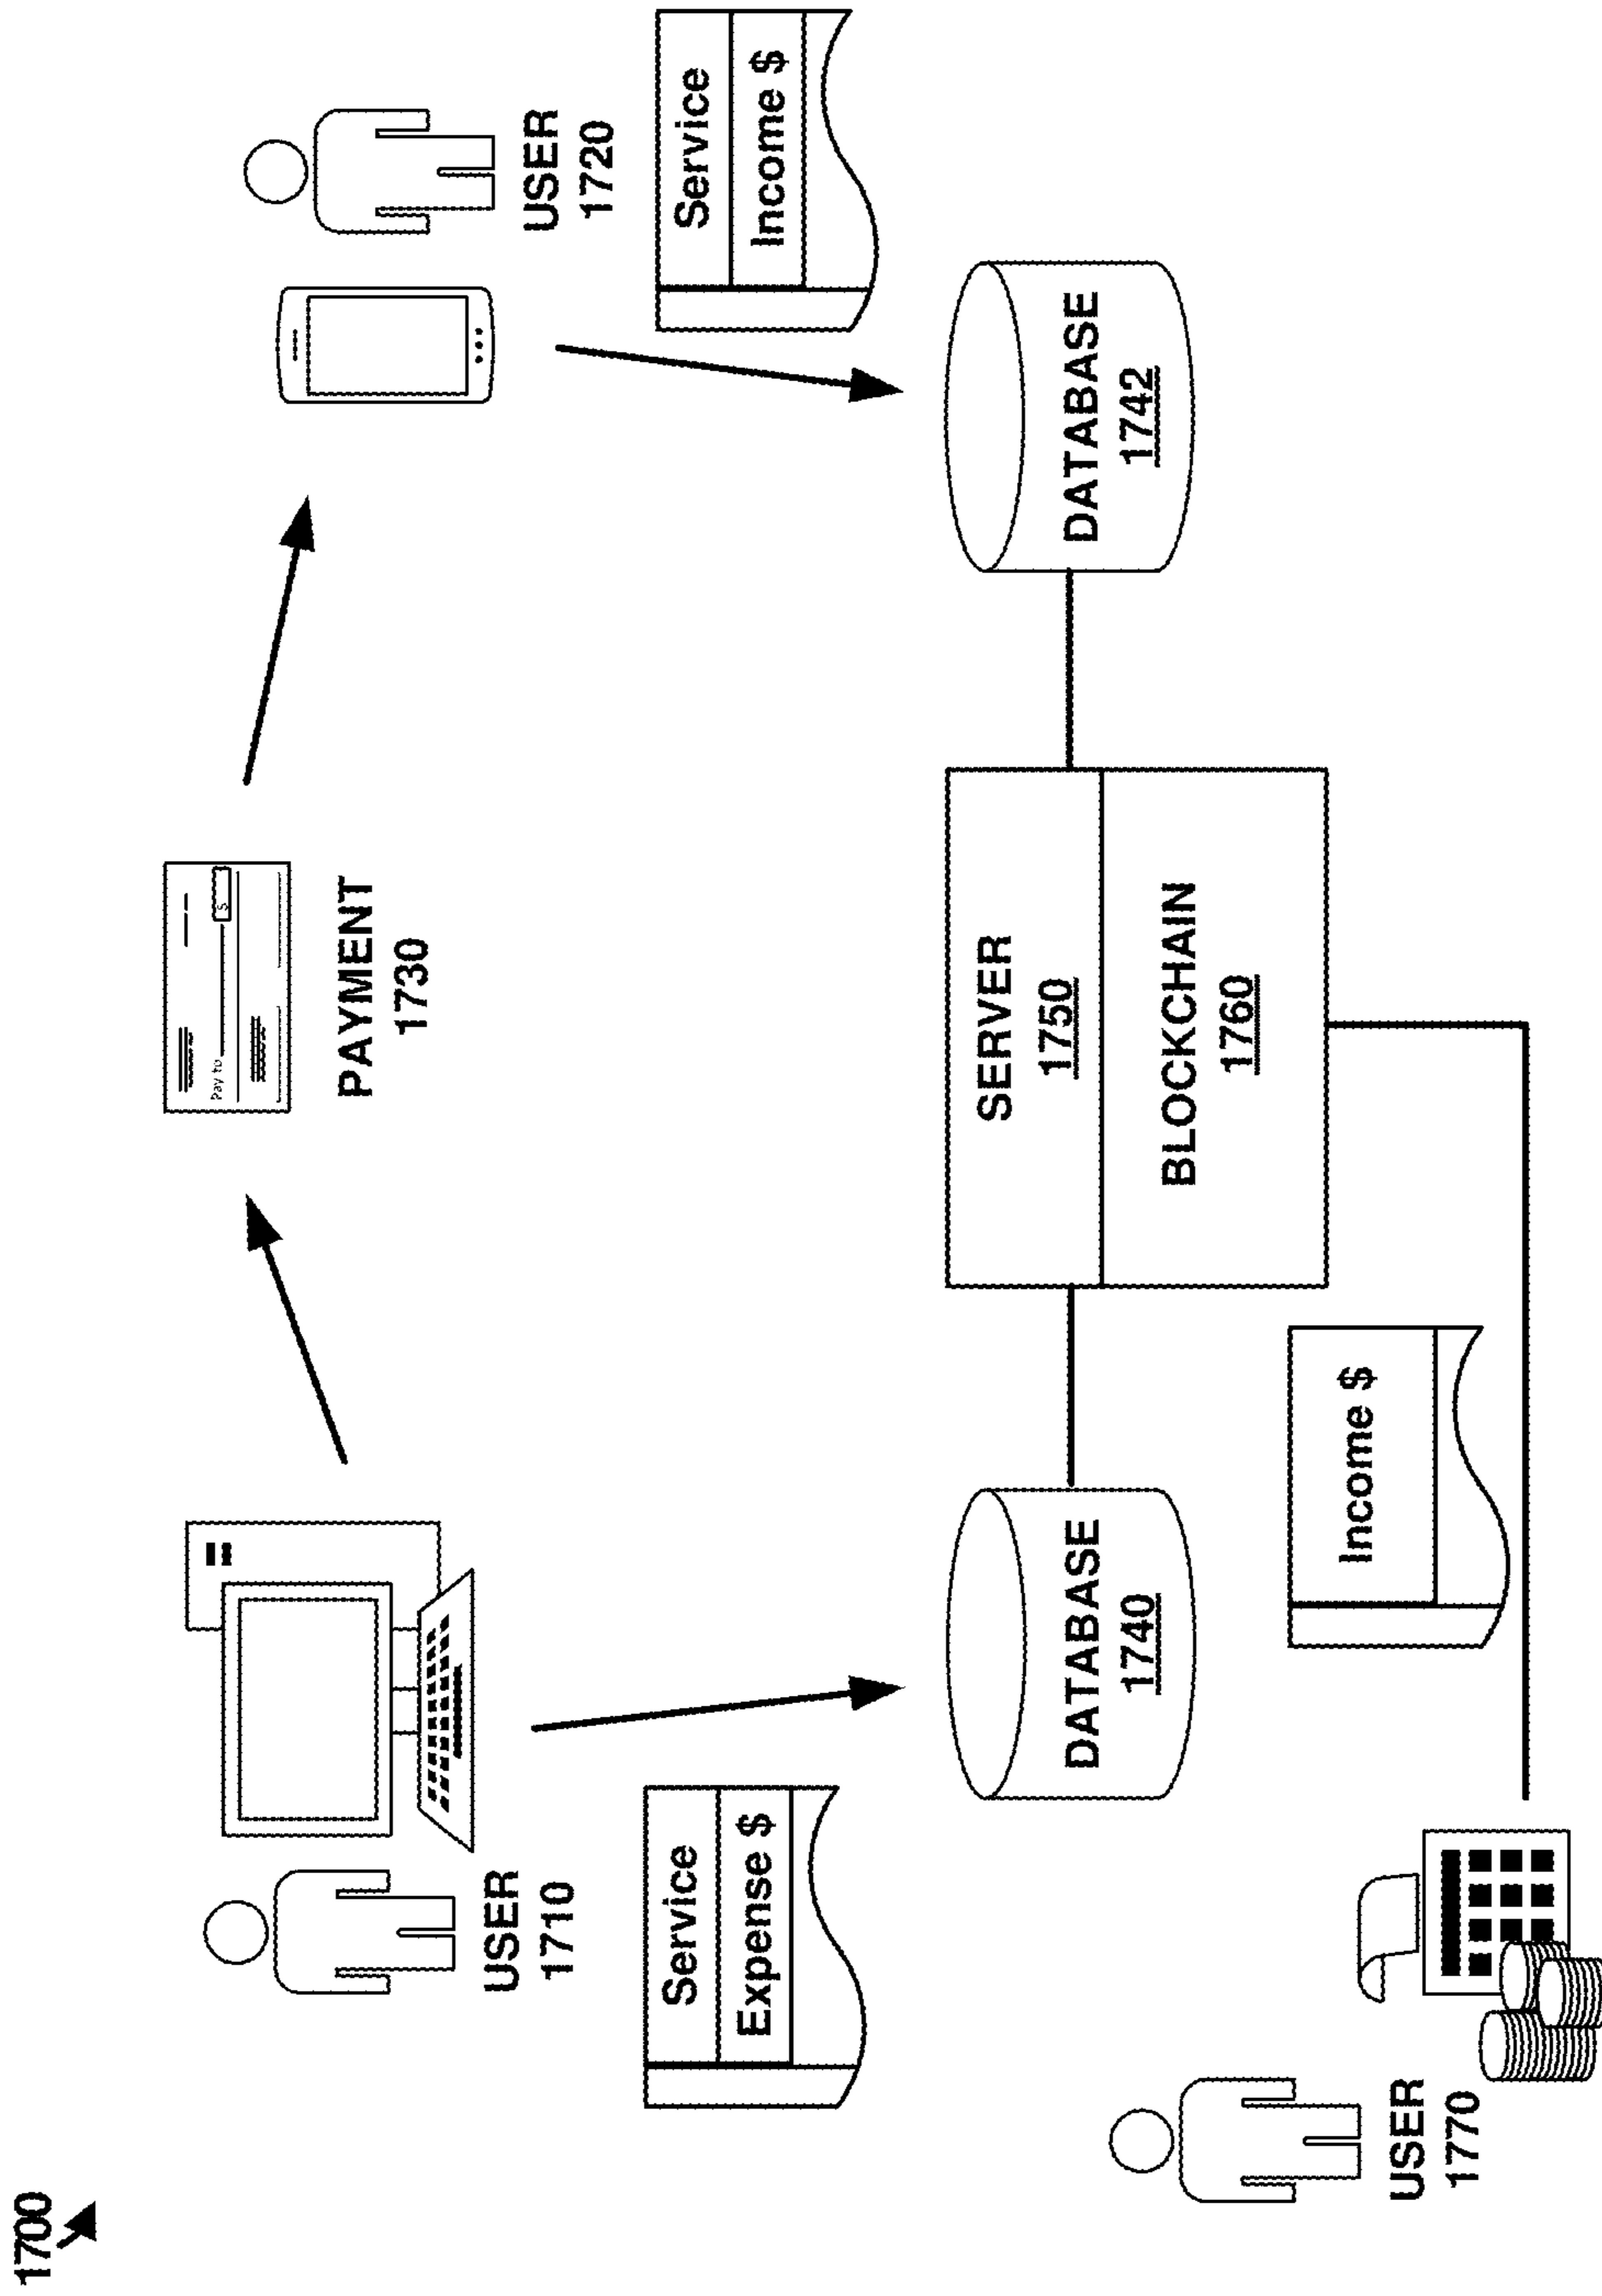 1700
Pay to
$
PAYMENT
1730
USER
1710
USER
1720
Service
Expense $
Service
Income $
DATABASE
1740
SERVER
1750
BLOCKCHAIN
1760
DATABASE
1742
Income $
USER
1770